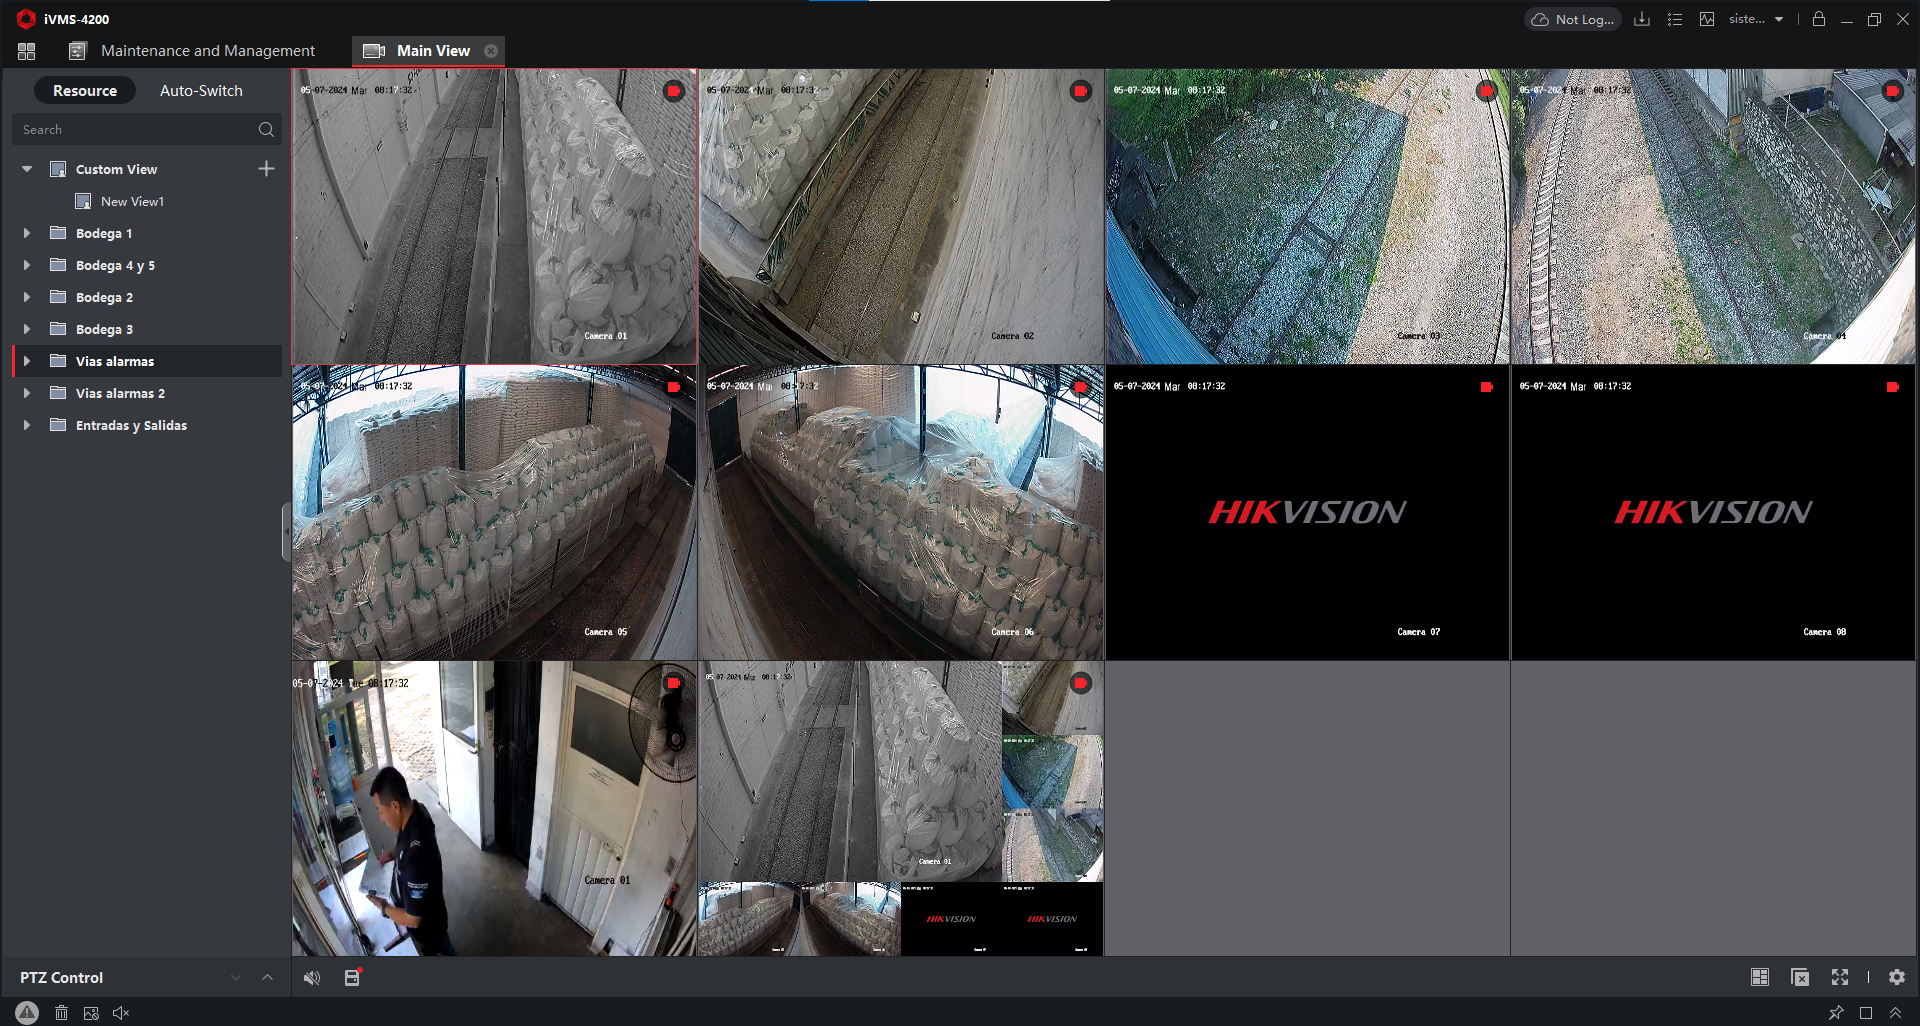 iVMS-4200
Not Log...
siste...
Maintenance and Management
Main View
Resource
Auto-Switch
Search
Custom View
New View1
Bodega 1
Bodega 4 y 5
Bodega 2
Bodega 3
Vias alarmas
Vias alarmas 2
Entradas y Salidas
PTZ Control
05-07-2024 Mar 08:17:32
Camera 01
05-07-2024 Mar 08:17:32
Camera 02
05-07-2024 Mar 08:17:32
Camera 03
05-07-2024 Mar 08:17:32
Camera 04
05-07-2024 Mar 08:17:32
Camera 05
05-07-2024 Mar 08:17:32
Camera 06
05-07-2024 Mar 08:17:32
HIKVISION
Camera 07
05-07-2024 Mar 08:17:32
HIKVISION
Camera 08
05-07-2024 Tue 08:17:32
Camera 01
05-07-2024 Mar 08:17:32
Camera 01
HIKVISION
HIKVISION